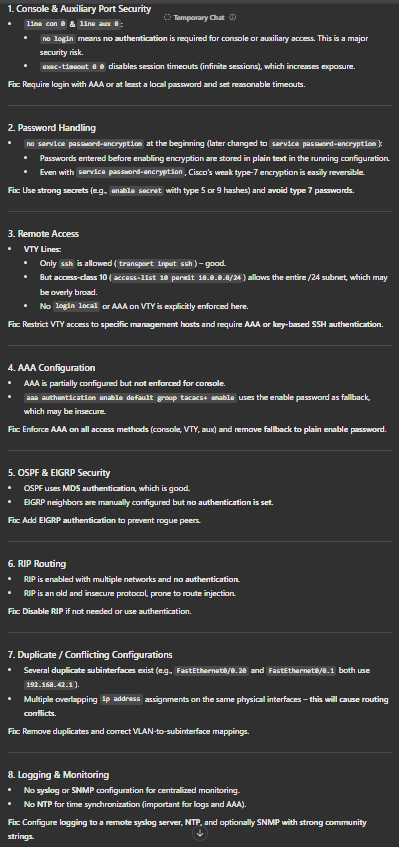 1. Console & Auxiliary Port Security
Temporary Chat
line con 0 & line aux 0:
no login means no authentication is required for console or auxiliary access. This is a major
security risk.
exec-timeout 0 0 disables session timeouts (infinite sessions), which increases exposure.
Fix: Require login with AAA or at least a local password and set reasonable timeouts.
2. Password Handling
no service password-encryption at the beginning (later changed to service password-encryption):
Passwords entered before enabling encryption are stored in plain text in the running configuration.
Even with service password-encryption, Cisco's weak type-7 encryption is easily reversible.
Fix: Use strong secrets (e.g., enable secret with type 5 or 9 hashes) and avoid type 7 passwords.
3. Remote Access
VTY Lines:
Only ssh is allowed (transport input ssh) – good.
But access-class 10 (access-list 10 permit 10.0.0.0/24) allows the entire /24 subnet, which may
be overly broad.
No login local or AAA on VTY is explicitly enforced here.
Fix: Restrict VTY access to specific management hosts and require AAA or key-based SSH authentication.
4. AAA Configuration
AAA is partially configured but not enforced for console.
aaa authentication enable default group tacacs+ enable uses the enable password as fallback,
which may be insecure.
Fix: Enforce AAA on all access methods (console, VTY, aux) and remove fallback to plain enable password.
5. OSPF & EIGRP Security
OSPF uses MD5 authentication, which is good.
EIGRP neighbors are manually configured but no authentication is set.
Fix: Add EIGRP authentication to prevent rogue peers.
6. RIP Routing
RIP is enabled with multiple networks and no authentication.
RIP is an old and insecure protocol, prone to route injection.
Fix: Disable RIP if not needed or use authentication.
7. Duplicate / Conflicting Configurations
Several duplicate subinterfaces exist (e.g., FastEthernet0/0.20 and FastEthernet0/0.1 both use
192.168.42.1).
Multiple overlapping ip address assignments on the same physical interfaces – this will cause routing
conflicts.
Fix: Remove duplicates and correct VLAN-to-subinterface mappings.
8. Logging & Monitoring
No syslog or SNMP configuration for centralized monitoring.
No NTP for time synchronization (important for logs and AAA).
Fix: Configure logging to a remote syslog server, NTP, and optionally SNMP with strong community
strings.